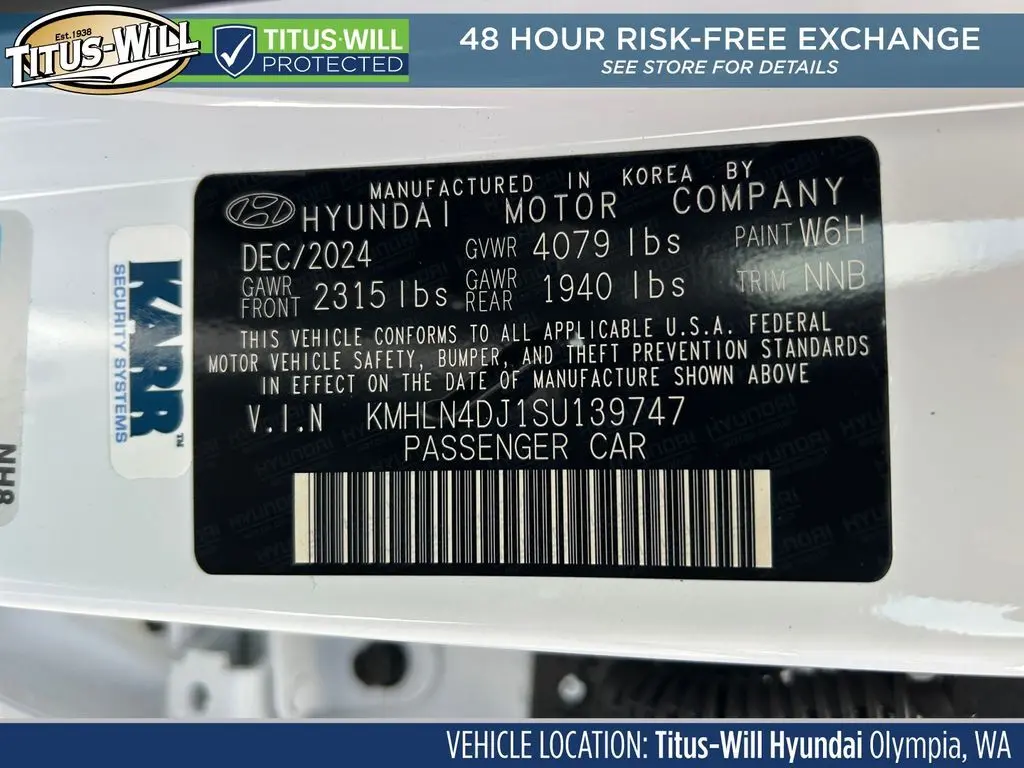 Est. 1938
TITUS-WILL
TITUS-WILL
PROTECTED
48 HOUR RISK-FREE EXCHANGE
SEE STORE FOR DETAILS
MANUFACTURED IN KOREA BY
HYUNDAI MOTOR COMPANY
DEC/2024 GVWR 4079 lbs PAINT W6H
GAWR FRONT 2315 lbs GAWR REAR 1940 lbs TRIM NNB
THIS VEHICLE CONFORMS TO ALL APPLICABLE U.S.A. FEDERAL
MOTOR VEHICLE SAFETY, BUMPER, AND THEFT PREVENTION STANDARDS
IN EFFECT ON THE DATE OF MANUFACTURE SHOWN ABOVE
V.I.N KMHLN4DJ1SU139747
PASSENGER CAR
KARR™
SECURITY SYSTEMS
NH8
VEHICLE LOCATION: Titus-Will Hyundai Olympia, WA